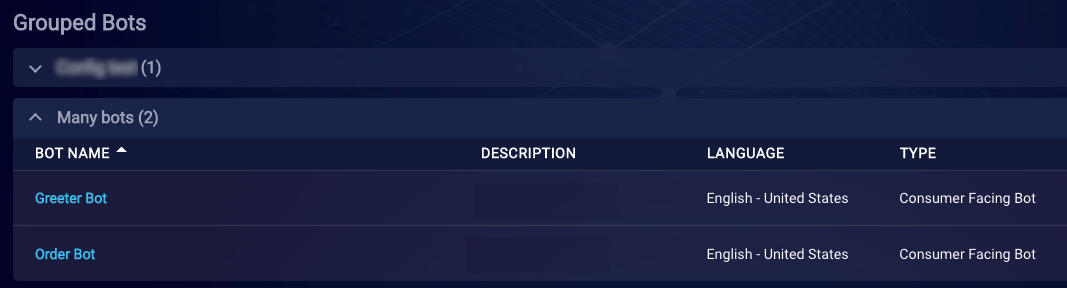 Grouped Bots
(1)
Many bots (2)
BOT NAME DESCRIPTION LANGUAGE TYPE
Greeter Bot English - United States Consumer Facing Bot
Order Bot English - United States Consumer Facing Bot